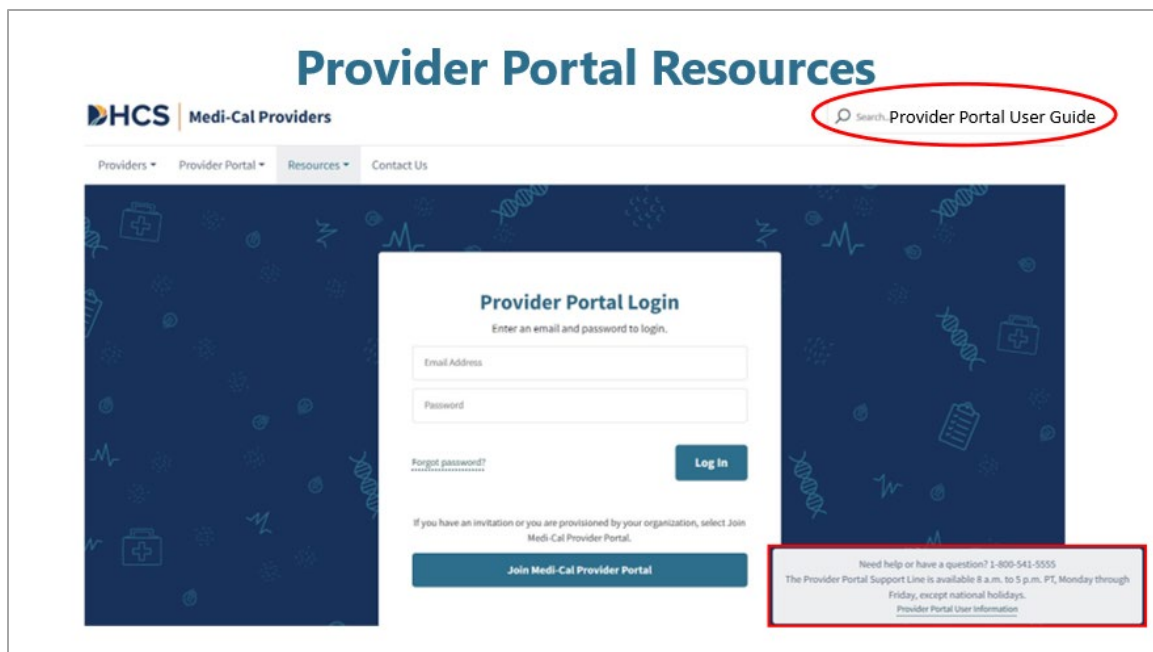 Provider Portal Resources
DHCS Medi-Cal Providers
Search.. Provider Portal User Guide
Providers Provider Portal Resources Contact Us
Provider Portal Login
Enter an email and password to login.
Email Address
Password
Forgot password?
Log In
If you have an invitation or you are provisioned by your organization, select Join
Medi-Cal Provider Portal.
Join Medi-Cal Provider Portal
Need help or have a question? 1-800-541-5555
The Provider Portal Support Line is available 8 a.m. to 5 p.m. PT, Monday through
Friday, except national holidays.
Provider Portal User Information